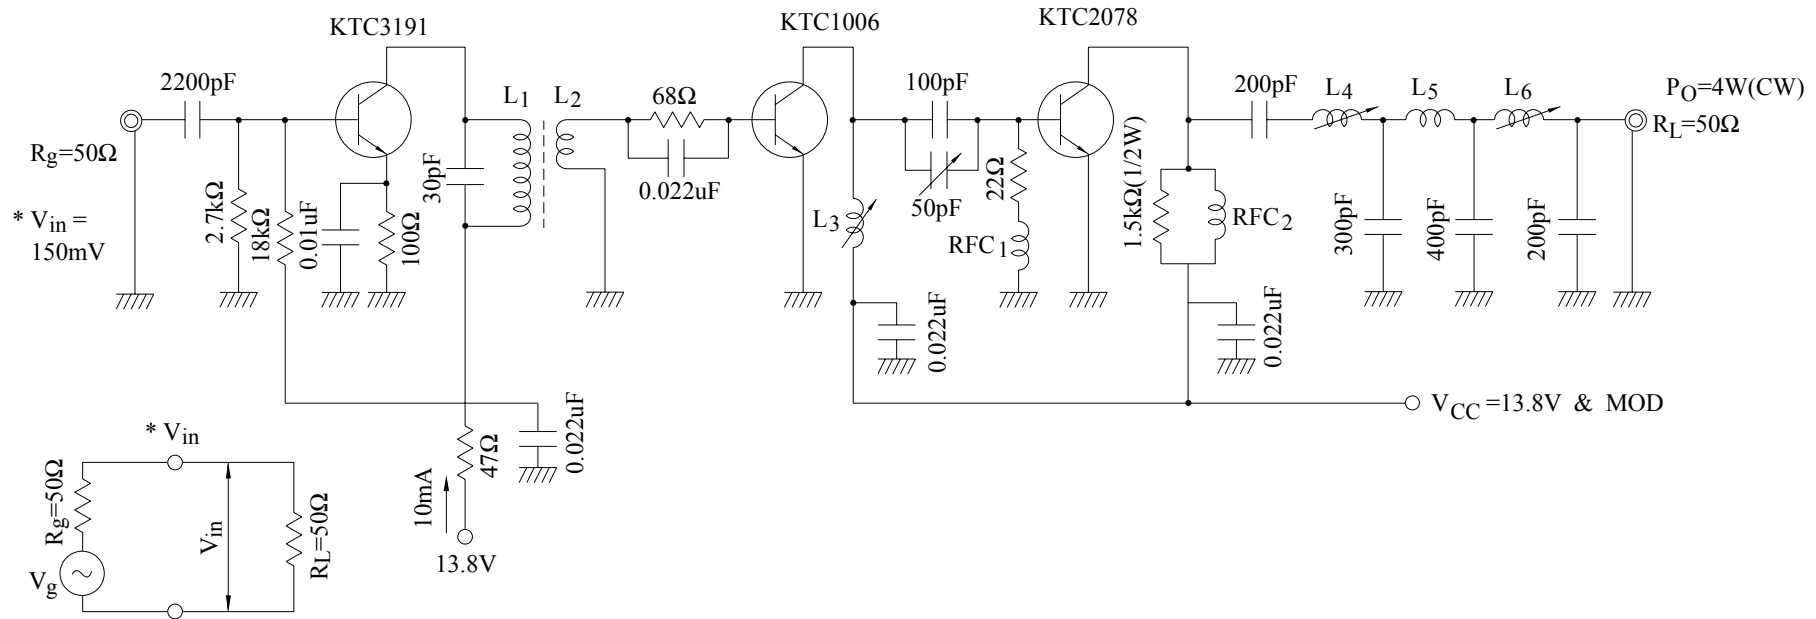 KTC3191
KTC1006
KTC2078
2200pF
L1
L2
68Ω
100pF
200pF
L4
L5
L6
PO=4W(CW)
Rg=50Ω
RL=50Ω
30pF
0.022uF
50pF
22Ω
1.5kΩ(1/2W)
* Vin =
150mV
2.7kΩ
18kΩ
0.01uF
100Ω
L3
RFC1
RFC2
300pF
400pF
200pF
0.022uF
0.022uF
VCC =13.8V & MOD
47Ω
0.022uF
10mA
13.8V
* Vin
Rg=50Ω
Vin
RL=50Ω
Vg